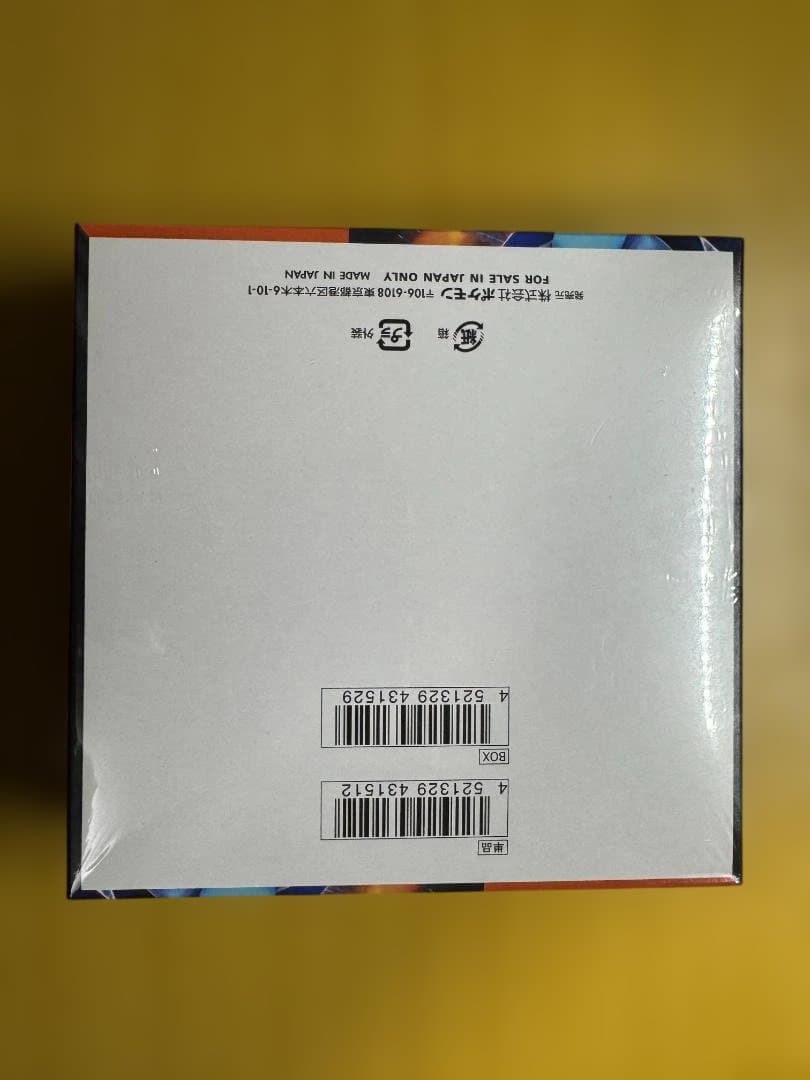 単品
4 521329 431512
BOX
4 521329 431529
紙 箱 プラ 外装
発売元 株式会社 ポケモン 〒106-6108 東京都港区六本木6-10-1
FOR SALE IN JAPAN ONLY MADE IN JAPAN